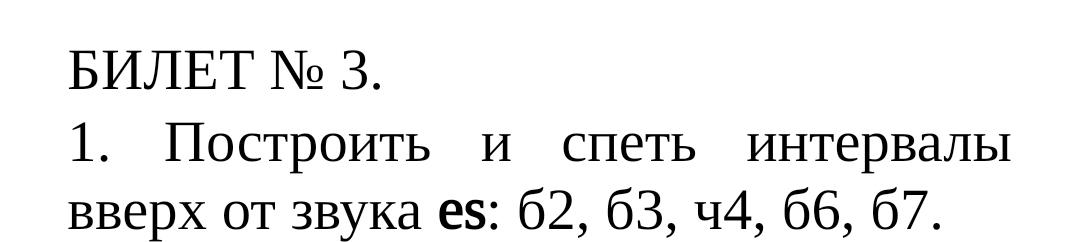 БИЛЕТ № 3.
1. Построить и спеть интервалы
вверх от звука es: б2, б3, ч4, б6, б7.